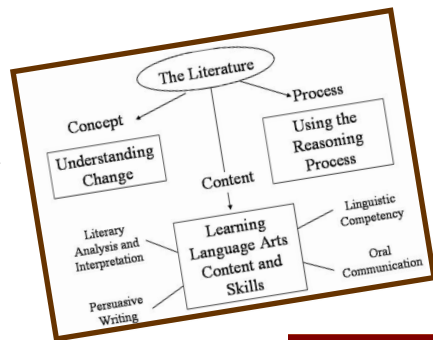 The Literature
Concept
Process
Understanding
Change
Using the
Reasoning
Process
Content
Learning
Language Arts
Content and
Skills
Literary
Analysis and
Interpretation
Linguistic
Competency
Persuasive
Writing
Oral
Communication